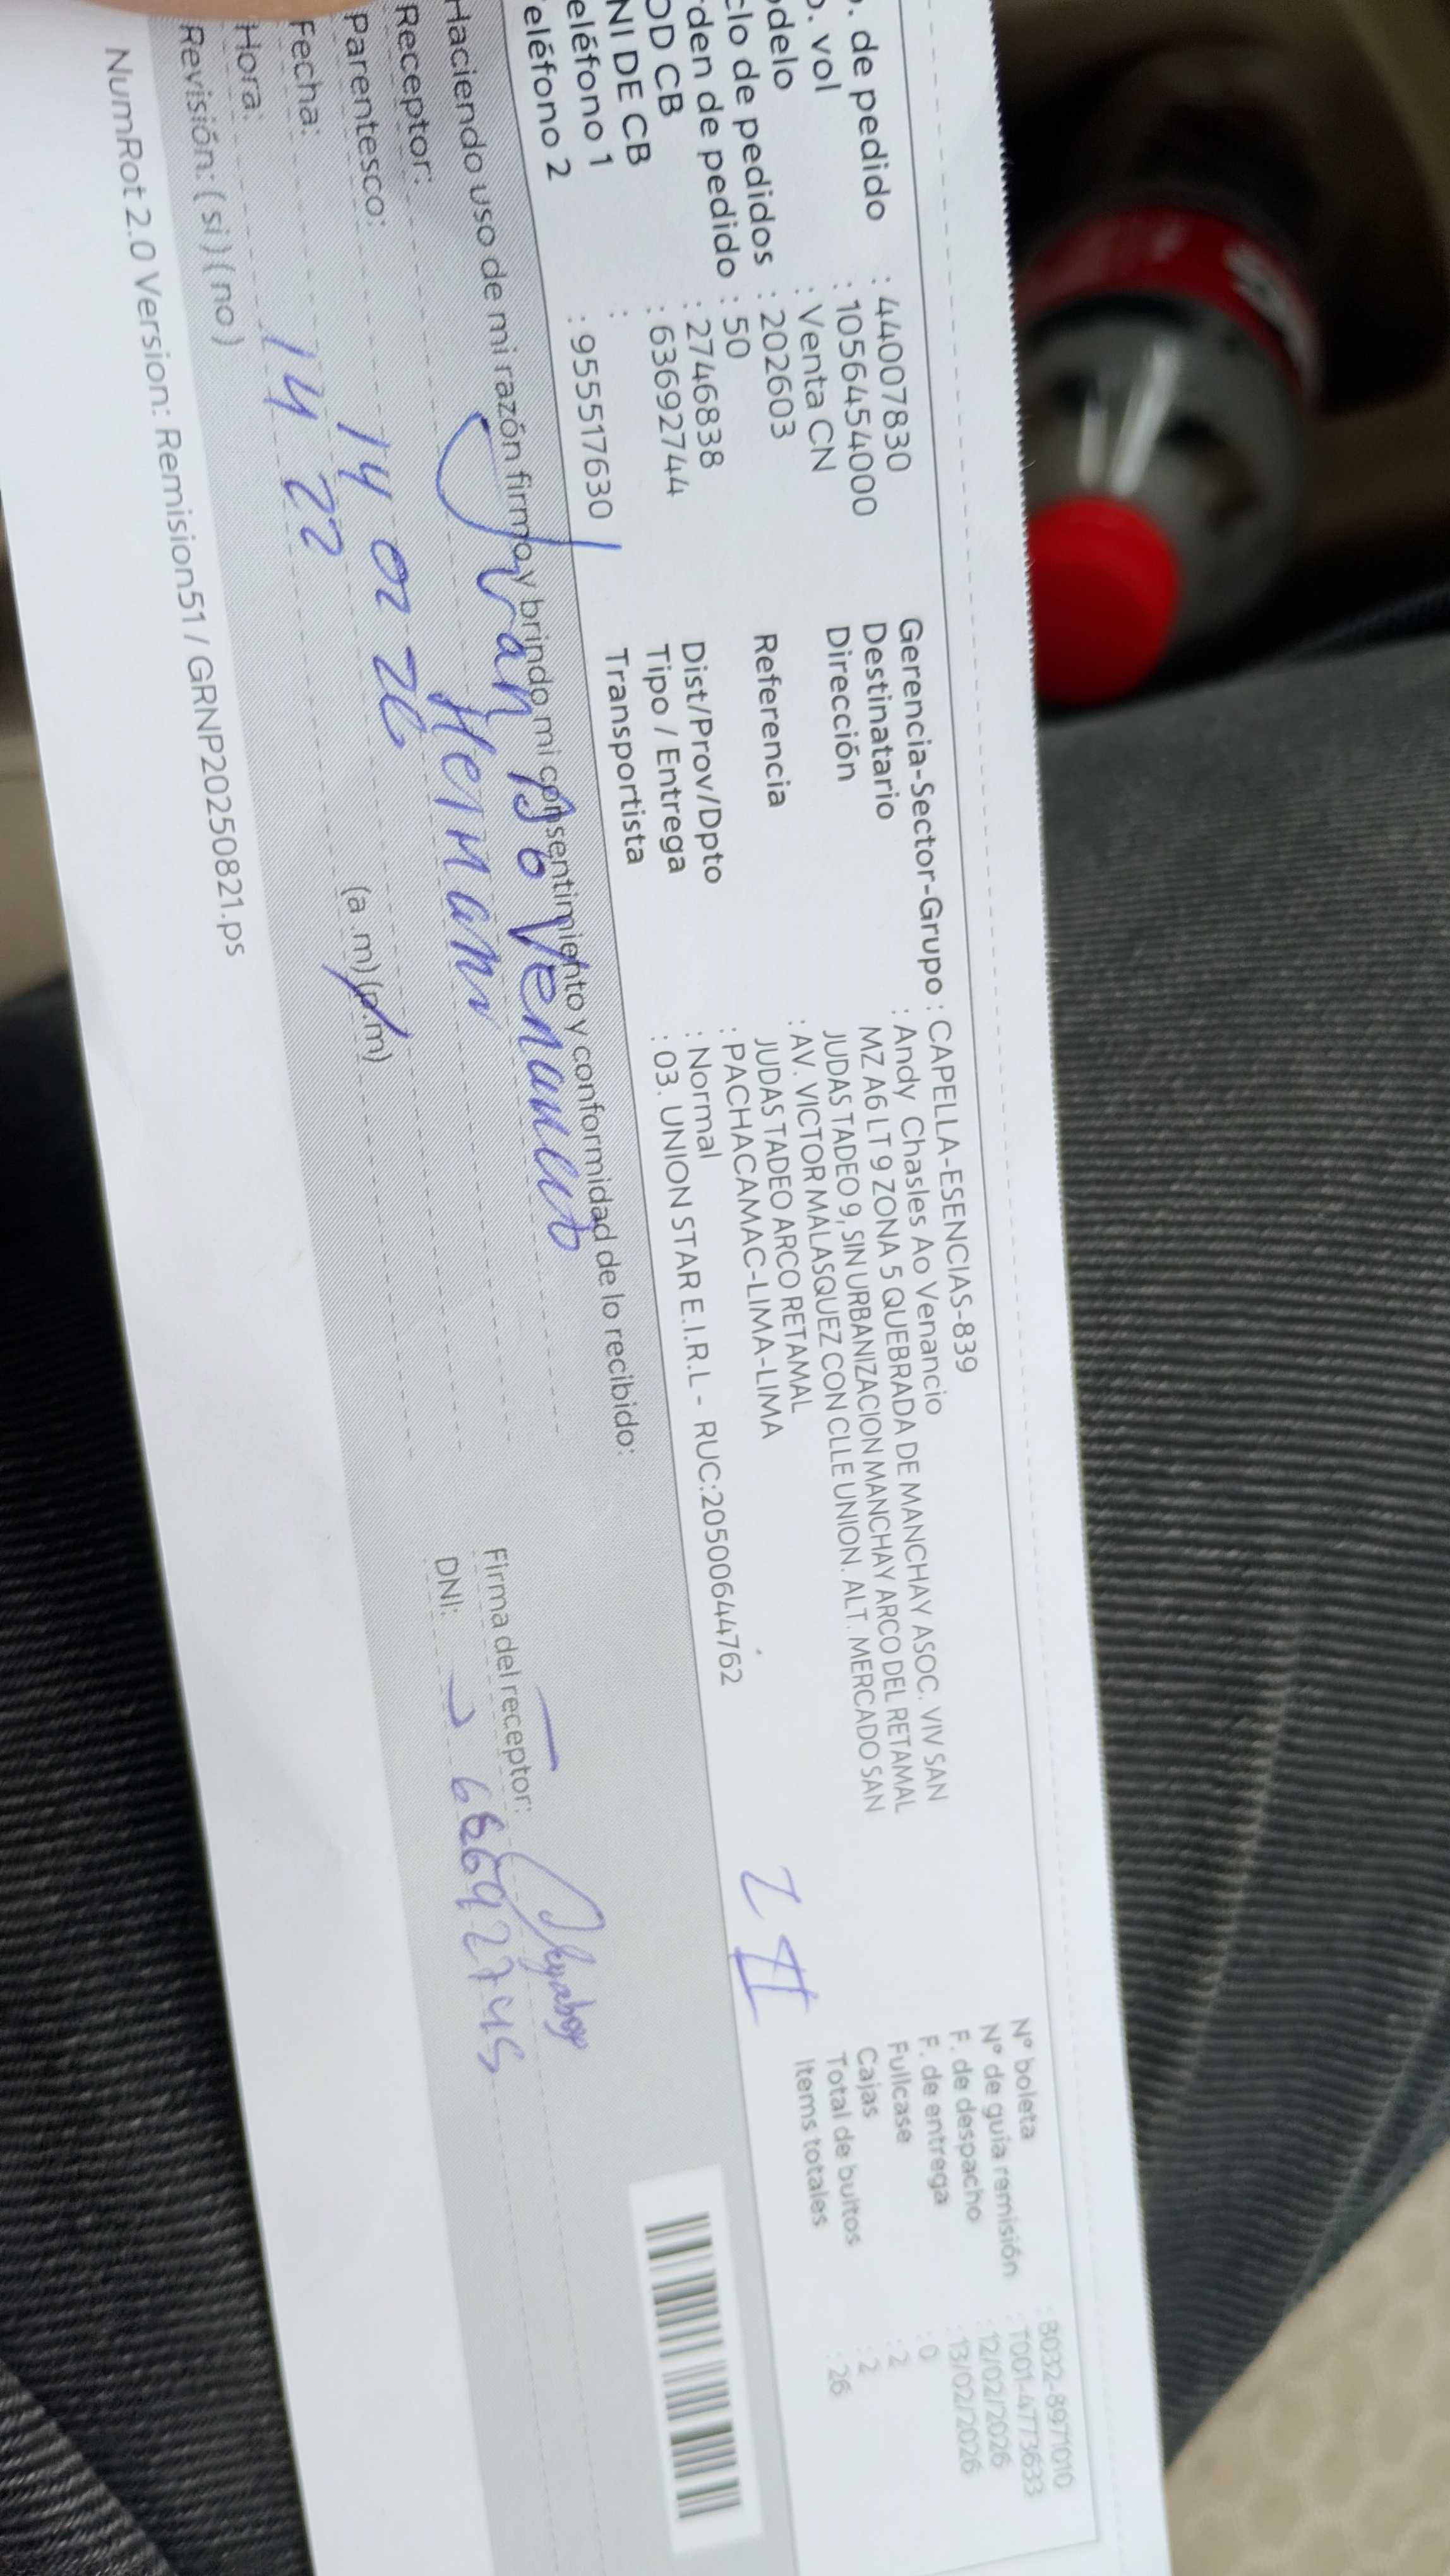 . de pedido : 44007830
. vol : 1056454000
odelo : Venta CN
clo de pedidos : 202603
rden de pedido : 50
OD CB : 2746838
NI DE CB : 63692744
eléfono 1 :
eléfono 2 : 955517630
Gerencia-Sector-Grupo : CAPELLA-ESENCIAS-839
Destinatario : Andy Chasles Ao Venancio
Dirección MZ A6 LT 9 ZONA 5 QUEBRADA DE MANCHAY ASOC. VIV SAN
JUDAS TADEO 9, SIN URBANIZACION MANCHAY ARCO DEL RETAMAL
Referencia : AV. VICTOR MALASQUEZ CON CLLE UNION. ALT. MERCADO SAN
JUDAS TADEO ARCO RETAMAL
Dist/Prov/Dpto : PACHACAMAC-LIMA-LIMA
Tipo / Entrega : Normal
Transportista : 03. UNION STAR E.I.R.L - RUC:20500644762
N° boleta : B032-8971010
N° de guía remisión : T001-4773633
F. de despacho : 12/02/2026
F. de entrega : 13/02/2026
Fullcase : 0
Cajas : 2
Total de bultos : 2
Items totales : 26
Haciendo uso de mi razón firmo y brindo mi consentimiento y conformidad de lo recibido:
Receptor: Ao Venancio
Parentesco: Hermano
Fecha: 14 02 26
Hora: 14 22 (a .m) (p.m)
Revisión: ( si ) ( no )
Firma del receptor:
DNI:
NumRot 2.0 Version: Remision51 / GRNP20250821.ps